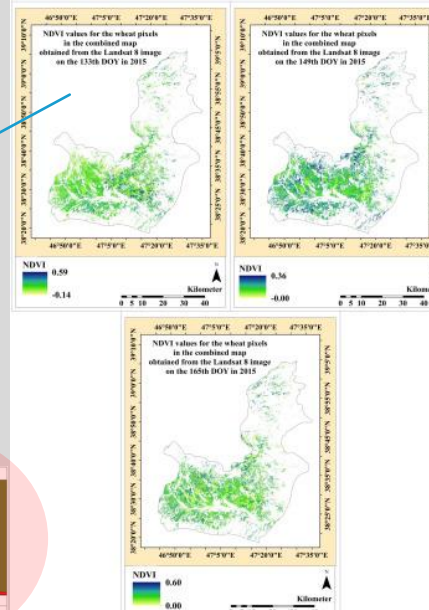 46°50'0"E 47°5'0"E 47°20'0"E 47°35'0"E
NDVI values for the wheat pixels
in the combined map
obtained from the Landsat 8 image
on the 133th DOY in 2015
46°50'0"E 47°5'0"E 47°20'0"E 47°35'0"E
NDVI
0.59
-0.14
N
Kilometer
0 5 10 20 30 40
46°50'0"E 47°5'0"E 47°20'0"E 47°35'0"E
NDVI values for the wheat pixels
in the combined map
obtained from the Landsat 8 image
on the 149th DOY in 2015
46°50'0"E 47°5'0"E 47°20'0"E 47°35'0"E
NDVI
0.36
-0.00
N
Kilome
0 5 10 20 30 40
46°50'0"E 47°5'0"E 47°20'0"E 47°35'0"E
NDVI values for the wheat pixels
in the combined map
obtained from the Landsat 8 image
on the 165th DOY in 2015
46°50'0"E 47°5'0"E 47°20'0"E 47°35'0"E
NDVI
0.60
0.00
N
Kilometer